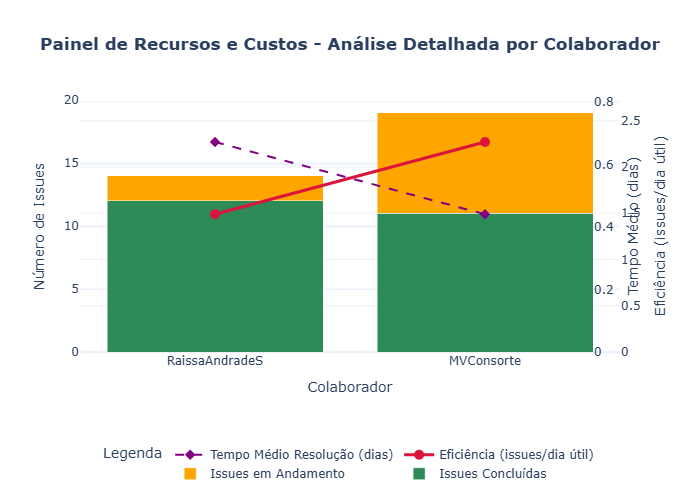 Painel de Recursos e Custos - Análise Detalhada por Colaborador
Número de Issues
20
15
10
5
0
0.8
0.6
0.4
0.2
0
2.5
2
1.5
1
0.5
0
Tempo Médio (dias)
Eficiência (issues/dia útil)
RaissaAndradeS
MVConsorte
Colaborador
Legenda
Tempo Médio Resolução (dias)
Eficiência (issues/dia útil)
Issues em Andamento
Issues Concluídas